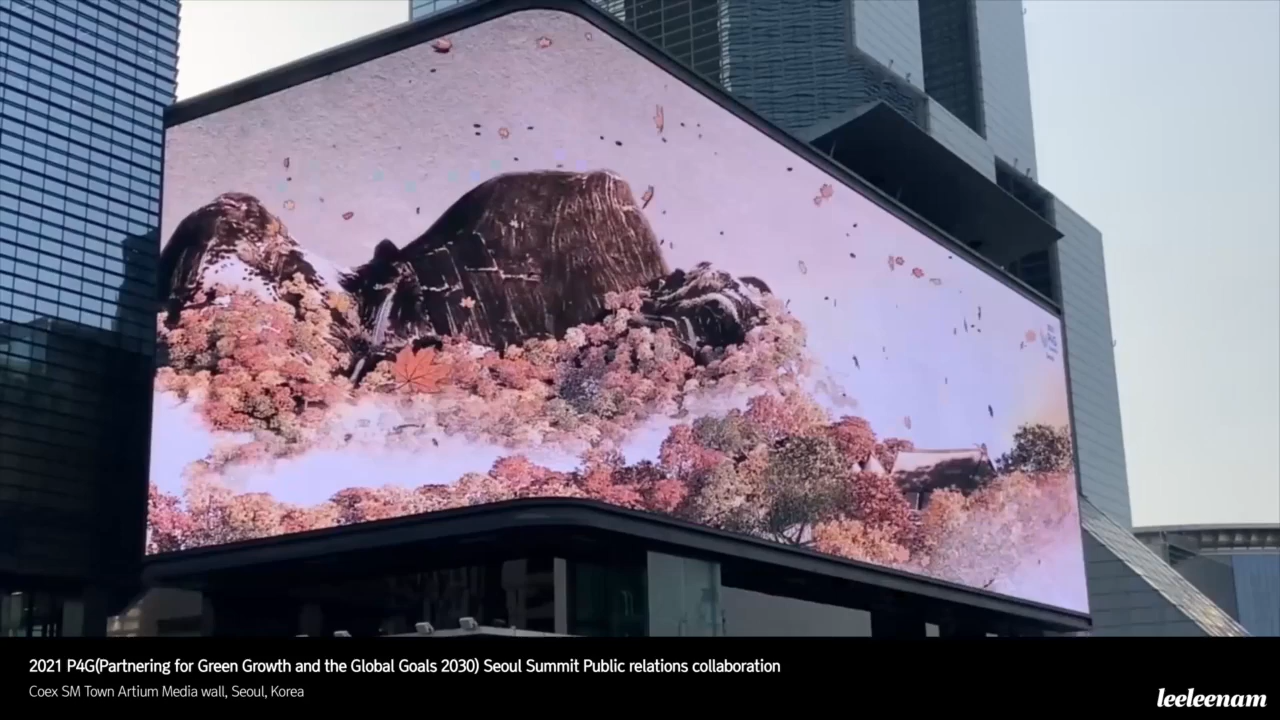 2021 P4G(Partnering for Green Growth and the Global Goals 2030) Seoul Summit Public relations collaboration
Coex SM Town Artium Media wall, Seoul, Korea
leeleenam